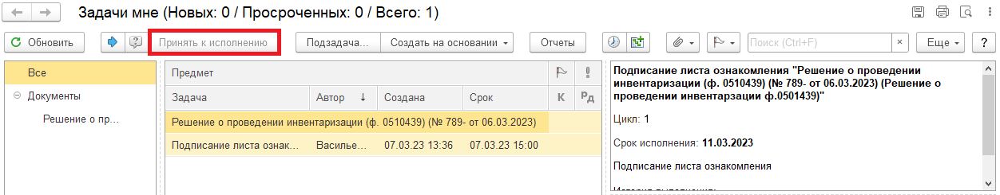 Задачи мне (Новых: 0 / Просроченных: 0 / Всего: 1)
Обновить Принять к исполнению Подзадача... Создать на основании Отчеты Поиск (Ctrl+F) × Еще ?
Все
Документы
Решение о пр...
Предмет
Задача Автор ↓ Создана Срок К Рд
Решение о проведении инвентаризации (ф. 0510439) (№ 789- от 06.03.2023)
Подписание листа ознак... Василье... 07.03.23 13:36 07.03.23 15:00
Подписание листа ознакомления "Решение о проведении
инвентаризации (ф. 0510439) (№ 789- от 06.03.2023) (Решение о
проведении инвентарзации ф.0501439)"
Цикл: 1
Срок исполнения: 11.03.2023
Подписание листа ознакомления